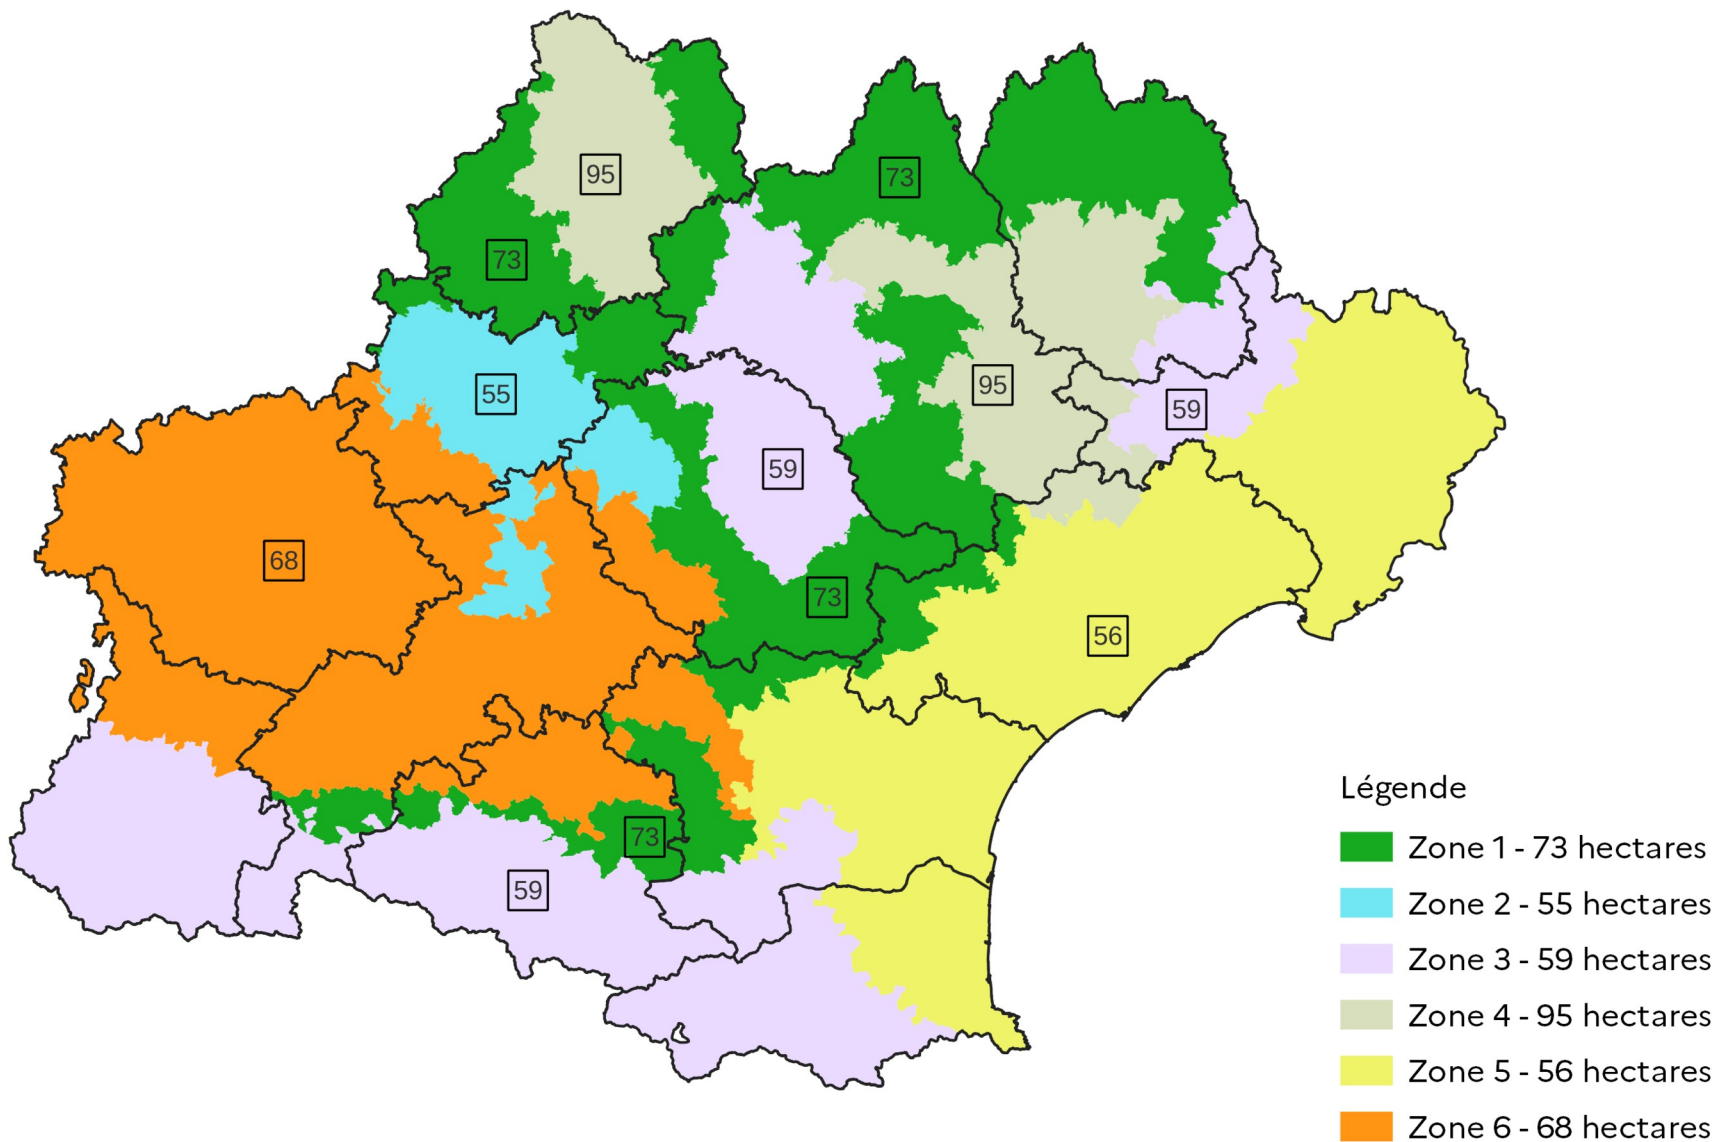 95
73
73
95
55
59
59
68
73
56
73
59
Légende
Zone 1 - 73 hectares
Zone 2 - 55 hectares
Zone 3 - 59 hectares
Zone 4 - 95 hectares
Zone 5 - 56 hectares
Zone 6 - 68 hectares